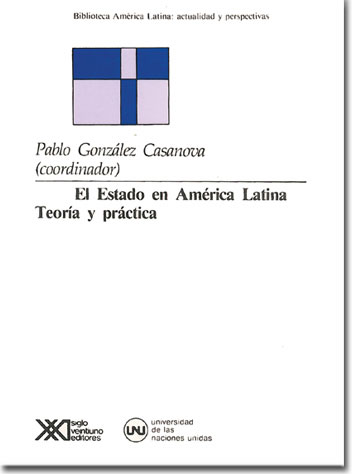 Biblioteca América Latina: actualidad y perspectivas
Pablo González Casanova
(coordinador)
El Estado en América Latina
Teoría y práctica
siglo
veintiuno
editores
UNU
universidad
de las
naciones unidas